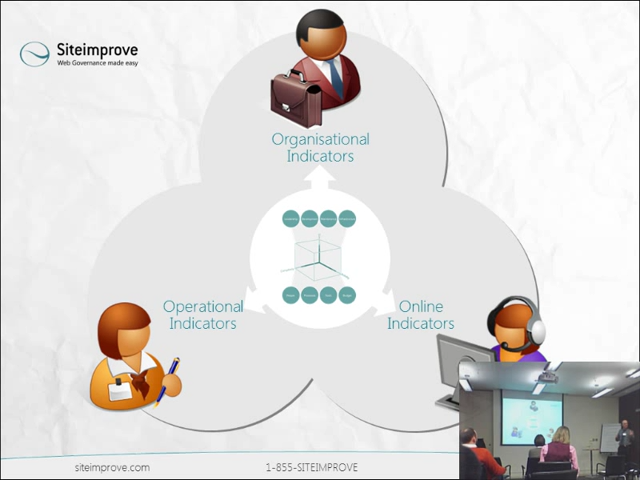 Siteimprove
Web Governance made easy
Organisational
Indicators
Operational
Indicators
Online
Indicators
siteimprove.com
1-855-SITEIMPROVE